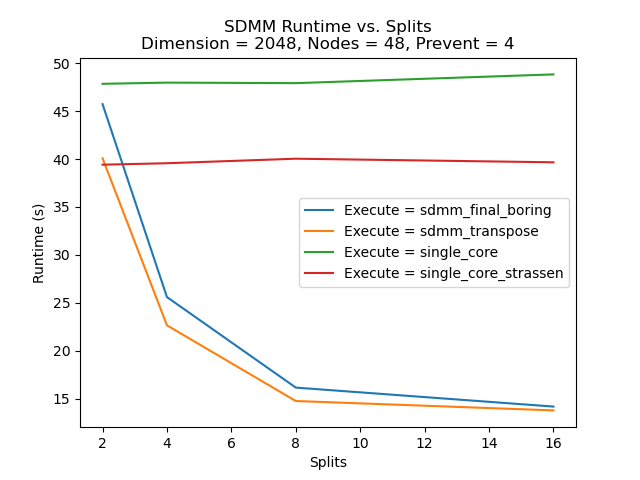 SDMM Runtime vs. Splits
Dimension = 2048, Nodes = 48, Prevent = 4
50
45
40
35
30
25
20
15
Runtime (s)
Execute = sdmm_final_boring
Execute = sdmm_transpose
Execute = single_core
Execute = single_core_strassen
2 4 6 8 10 12 14 16
Splits